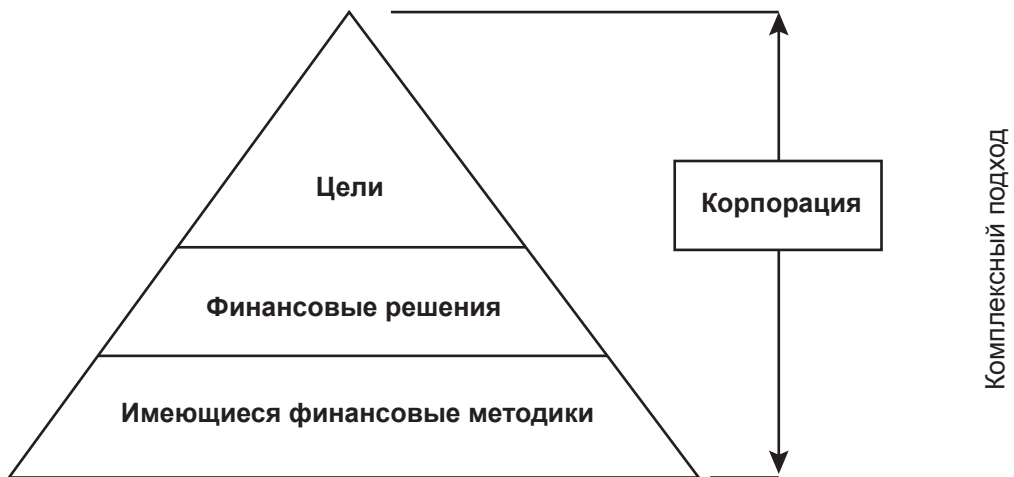 Цели
Корпорация
Финансовые решения
Имеющиеся финансовые методики
Комплексный подход